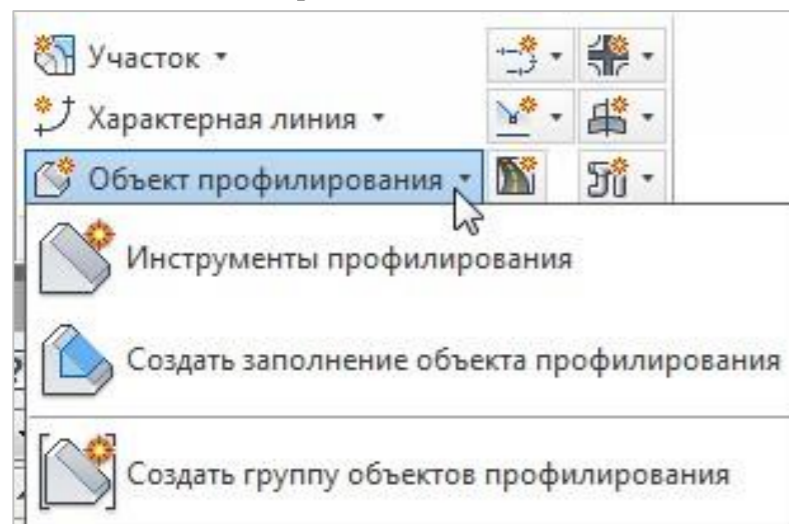 Участок
Характерная линия
Объект профилирования
Инструменты профилирования
Создать заполнение объекта профилирования
Создать группу объектов профилирования